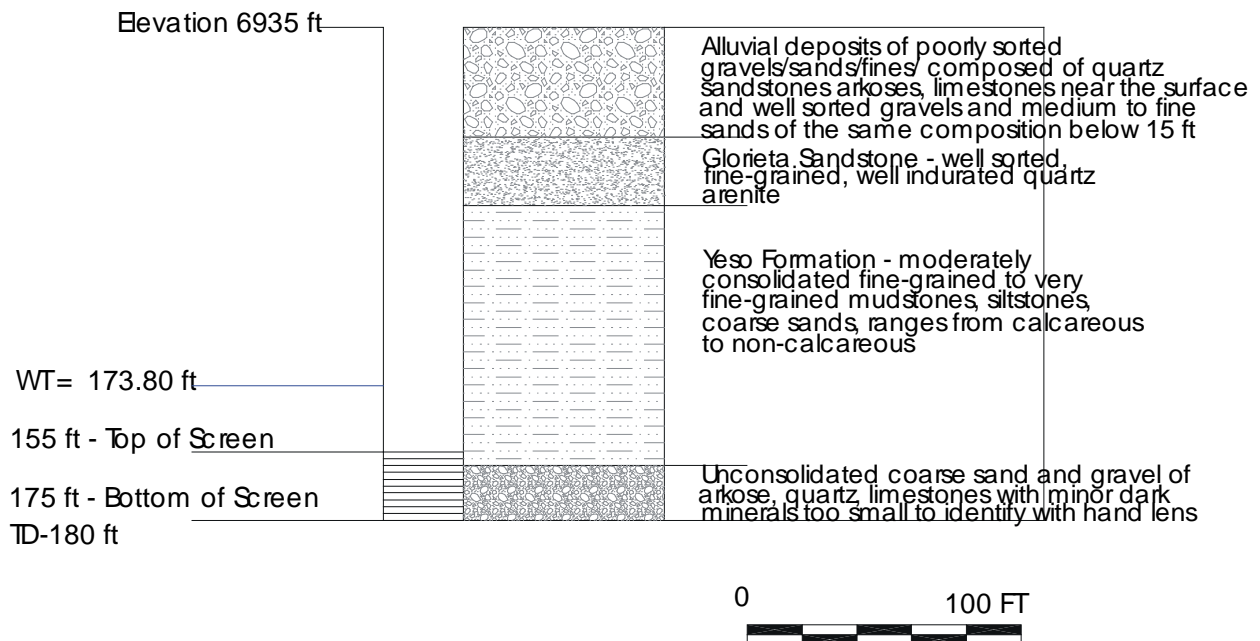 Elevation 6935 ft
Alluvial deposits of poorly sorted
gravels/sands/fines/ composed of quartz
sandstones arkoses, limestones near the surface
and well sorted gravels and medium to fine
sands of the same composition below 15 ft
Glorieta Sandstone - well sorted,
fine-grained, well indurated quartz
arenite
Yeso Formation - moderately
consolidated fine-grained to very
fine-grained mudstones, siltstones,
coarse sands, ranges from calcareous
to non-calcareous
WT= 173.80 ft
155 ft - Top of Screen
175 ft - Bottom of Screen
TD-180 ft
Unconsolidated coarse sand and gravel of
arkose, quartz, limestones with minor dark
minerals too small to identify with hand lens
0 100 FT